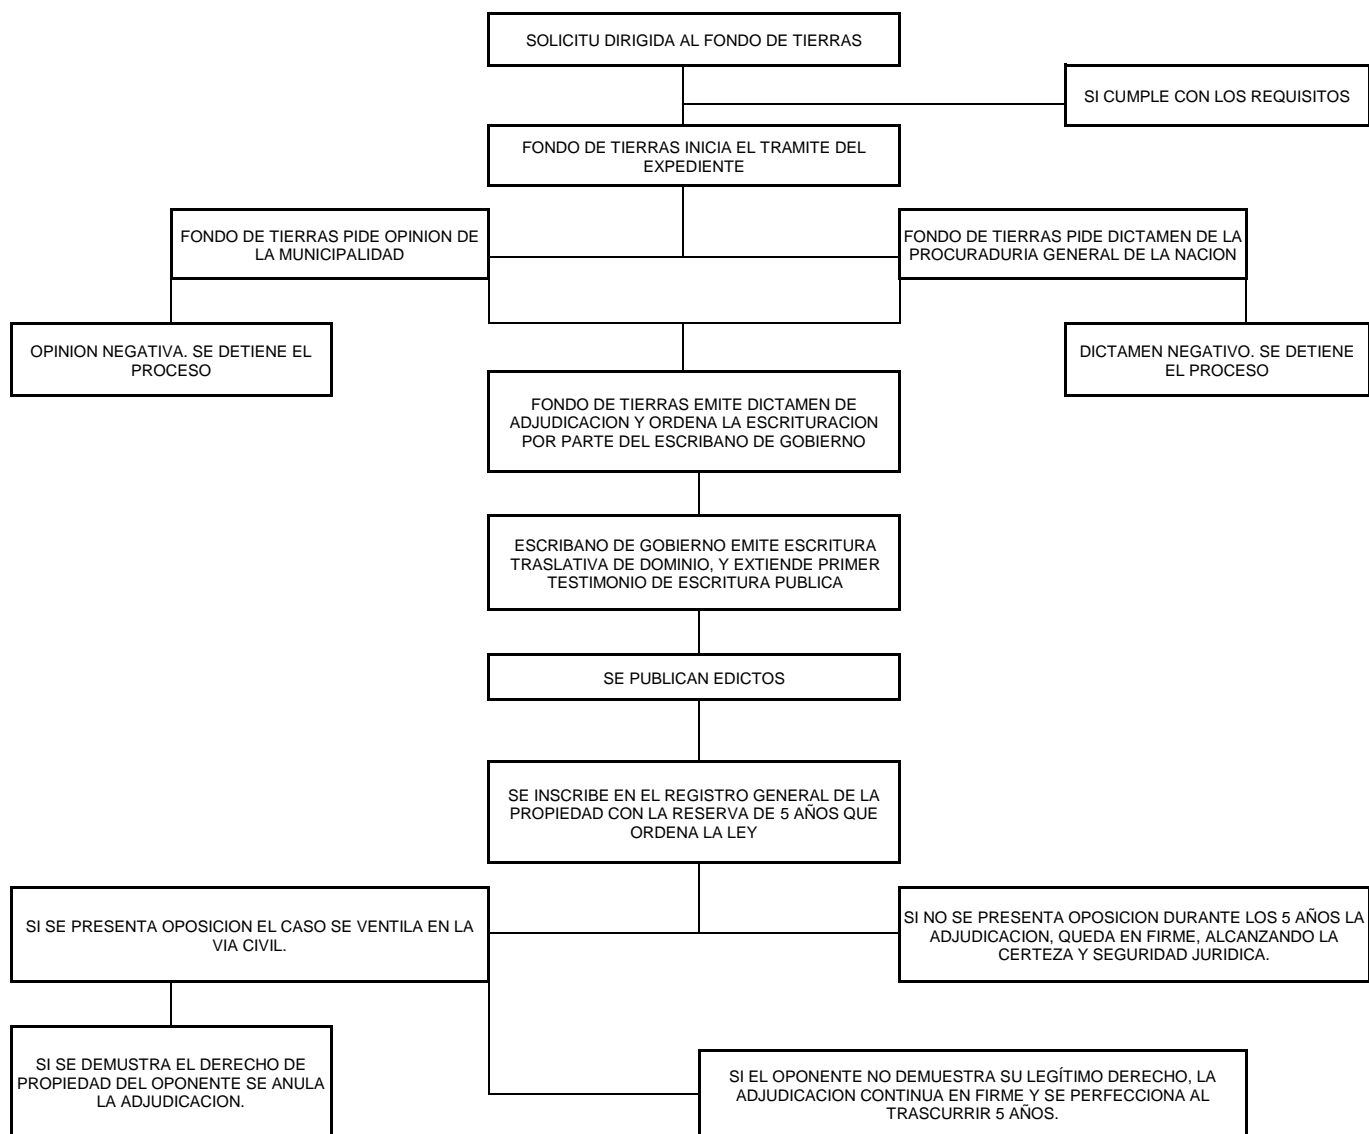 SOLICITU DIRIGIDA AL FONDO DE TIERRAS
SI CUMPLE CON LOS REQUISITOS
FONDO DE TIERRAS INICIA EL TRAMITE DEL
EXPEDIENTE
FONDO DE TIERRAS PIDE OPINION DE
LA MUNICIPALIDAD
FONDO DE TIERRAS PIDE DICTAMEN DE LA
PROCURADURIA GENERAL DE LA NACION
OPINION NEGATIVA. SE DETIENE EL
PROCESO
DICTAMEN NEGATIVO. SE DETIENE
EL PROCESO
FONDO DE TIERRAS EMITE DICTAMEN DE
ADJUDICACION Y ORDENA LA ESCRITURACION
POR PARTE DEL ESCRIBANO DE GOBIERNO
ESCRIBANO DE GOBIERNO EMITE ESCRITURA
TRASLATIVA DE DOMINIO, Y EXTIENDE PRIMER
TESTIMONIO DE ESCRITURA PUBLICA
SE PUBLICAN EDICTOS
SE INSCRIBE EN EL REGISTRO GENERAL DE LA
PROPIEDAD CON LA RESERVA DE 5 AÑOS QUE
ORDENA LA LEY
SI SE PRESENTA OPOSICION EL CASO SE VENTILA EN LA
VIA CIVIL.
SI NO SE PRESENTA OPOSICION DURANTE LOS 5 AÑOS LA
ADJUDICACION, QUEDA EN FIRME, ALCANZANDO LA
CERTEZA Y SEGURIDAD JURIDICA.
SI SE DEMUSTRA EL DERECHO DE
PROPIEDAD DEL OPONENTE SE ANULA
LA ADJUDICACION.
SI EL OPONENTE NO DEMUESTRA SU LEGÍTIMO DERECHO, LA
ADJUDICACION CONTINUA EN FIRME Y SE PERFECCIONA AL
TRASCURRIR 5 AÑOS.